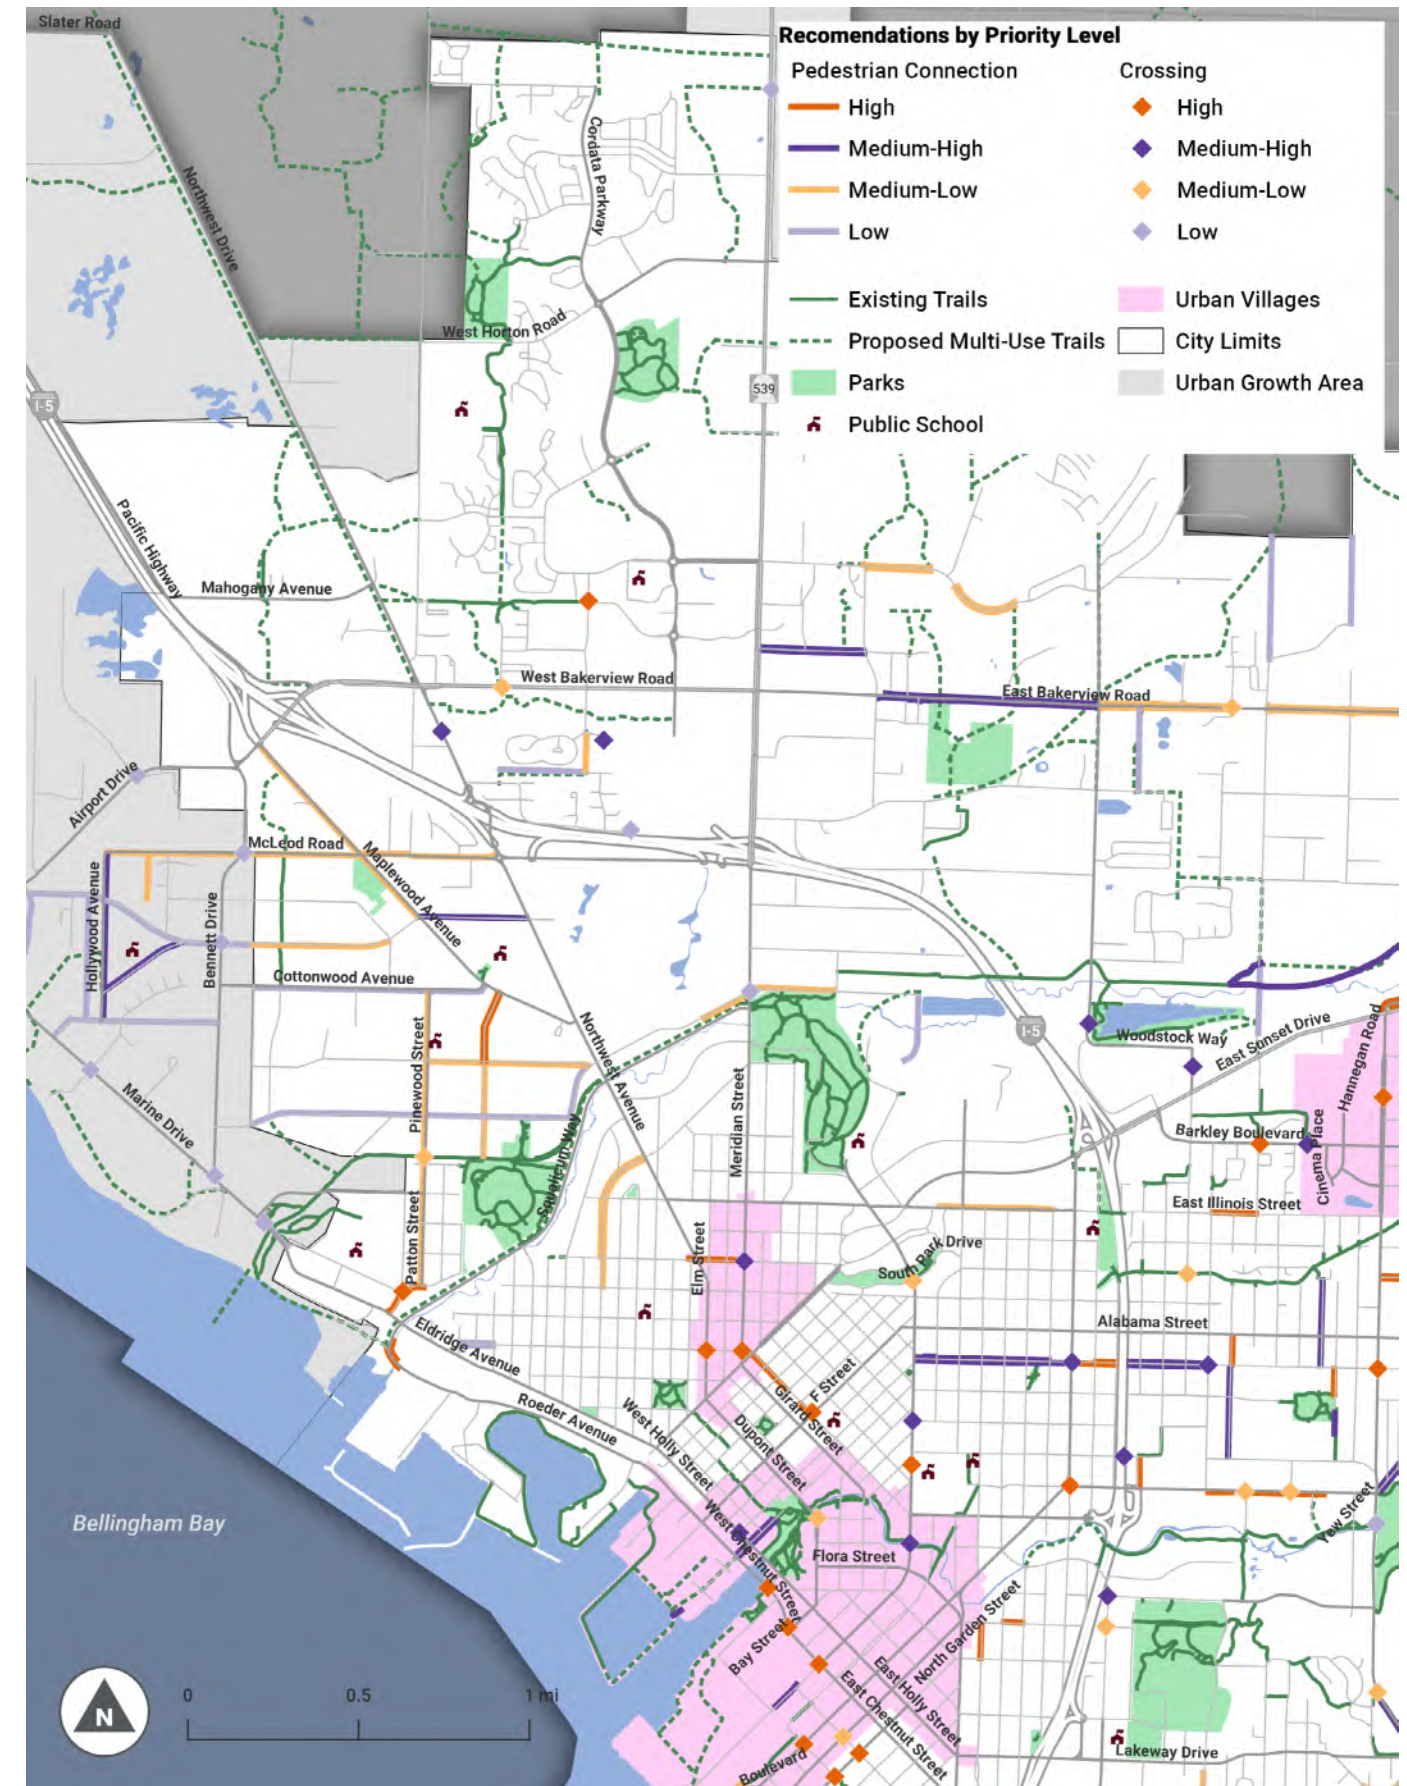 Slater Road
Recomendations by Priority Level
Pedestrian Connection
Crossing
High
High
Medium-High
Medium-High
Medium-Low
Medium-Low
Low
Low
Existing Trails
Urban Villages
Proposed Multi-Use Trails
City Limits
Parks
Urban Growth Area
Public School
Northwest Drive
Cordata Parkway
West Horton Road
539
I-5
Pacific Highway
Mahogany Avenue
West Bakerview Road
East Bakerview Road
Airport Drive
McLeod Road
Maplewood Avenue
Hollywood Avenue
Bennett Drive
Cottonwood Avenue
Pinewood Street
Northwest Avenue
I-5
Woodstock Way
East Sunset Drive
Hannegan Road
Marine Drive
Meridian Street
Squalicum Way
Barkley Boulevard
Cinema Place
East Illinois Street
Patton Street
Elm Street
South Park Drive
Alabama Street
Eldridge Avenue
F Street
Girard Street
Roeder Avenue
West Holly Street
Dupont Street
Yew Street
Bellingham Bay
West Chestnut Street
Flora Street
North Garden Street
Bay Street
East Holly Street
East Chestnut Street
Boulevard
Lakeway Drive
N
0
0.5
1 mi